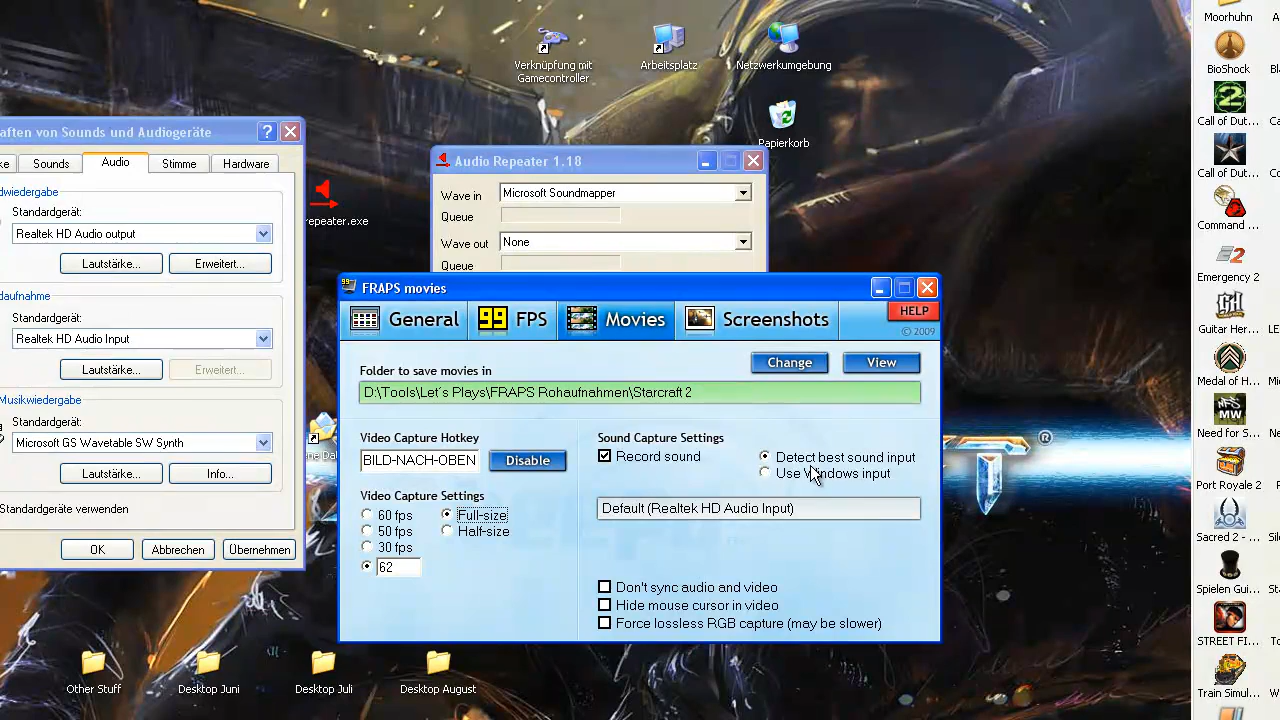 Verknüpfung mit
Gamecontroller
Arbeitsplatz
Netzwerkumgebung
Papierkorb
Moorhuhn
BioShock
Call of Dut...
Call of Dut...
Command ...
Emergency 2
Guitar Her...
Medal of H...
Need for S...
Port Royale 2
Sacred 2 - ...
Spielen Gui...
STREET FI...
Train Simul...
aften von Sounds und Audiogeräte
Sounds
Audio
Stimme
Hardware
dwiedergabe
Standardgerät:
Realtek HD Audio output
Lautstärke...
Erweitert...
daufnahme
Standardgerät:
Realtek HD Audio Input
Lautstärke...
Erweitert...
Musikwiedergabe
Standardgerät:
Microsoft GS Wavetable SW Synth
autstärke...
Info...
Standardgeräte verwenden
OK
Abbrechen
Übernehmen
repeater.exe
Audio Repeater 1.18
Wave in
Microsoft Soundmapper
Queue
Wave out
None
Queue
99
FRAPS movies
General
99
FPS
Movies
Screenshots
HELP
© 2009
Folder to save movies in
Change
View
D:\Tools\Let´s Plays\FRAPS Rohaufnahmen\Starcraft 2
Video Capture Hotkey
BILD-NACH-OBEN
Disable
Video Capture Settings
60 fps
50 fps
30 fps
62
Full-size
Half-size
Sound Capture Settings
Record sound
Detect best sound input
Use Windows input
Default (Realtek HD Audio Input)
Don't sync audio and video
Hide mouse cursor in video
Force lossless RGB capture (may be slower)
®
Other Stuff
Desktop Juni
Desktop Juli
Desktop August